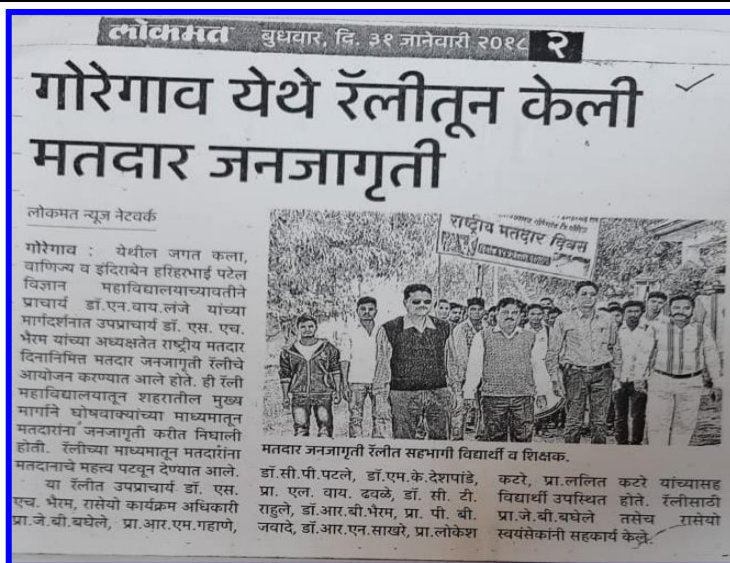 लोकमत बुधवार, दि. ३१ जानेवारी २०१८ २
गोरेगाव येथे रॅलीतून केली
मतदार जनजागृती
लोकमत न्यूज नेटवर्क
गोरेगाव : येथील जगत कला,
वाणिज्य व इंदिराबेन हरिहरभाई पटेल
विज्ञान महाविद्यालयाच्यावतीने
प्राचार्य डॉ.एन.वाय.लंजे यांच्या
मार्गदर्शनात उपप्राचार्य डॉ. एस. एच.
भैरम यांच्या अध्यक्षतेत राष्ट्रीय मतदार
दिनानिमित्त मतदार जनजागृती रॅलीचे
आयोजन करण्यात आले होते. ही रॅली
महाविद्यालयातून शहरातील मुख्य
मार्गाने घोषवाक्यांच्या माध्यमातून
मतदारांना जनजागृती करीत निघाली
होती. रॅलीच्या माध्यमातून मतदारांना
मतदानाचे महत्त्व पटवून देण्यात आले.
या रॅलीत उपप्राचार्य डॉ. एस.
एच. भैरम, रासेयो कार्यक्रम अधिकारी
प्रा.जे.बी.बघेले, प्रा.आर.एम.गहाणे,
राष्ट्रीय मतदार दिवस
मतदार जनजागृती रॅलीत सहभागी विद्यार्थी व शिक्षक.
डॉ.सी.पी.पटले, डॉ.एम.के.देशपांडे,
प्रा. एल. वाय. ढवळे, डॉ. सी. टी.
राहुले, डॉ.आर.बी.भैरम, प्रा. पी. बी.
जवादे, डॉ.आर.एन.साखरे, प्रा.लोकेश
कटरे, प्रा.ललित कटरे यांच्यासह
विद्यार्थी उपस्थित होते. रॅलीसाठी
प्रा.जे.बी.बघेले तसेच रासेयो
स्वयंसेकांनी सहकार्य केले.